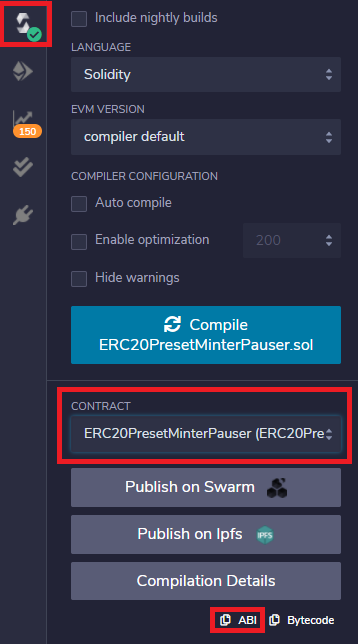 Include nightly builds
LANGUAGE
Solidity
EVM VERSION
compiler default
150
COMPILER CONFIGURATION
Auto compile
Enable optimization 200
Hide warnings
Compile
ERC20PresetMinterPauser.sol
CONTRACT
ERC20PresetMinterPauser (ERC20Pre
Publish on Swarm
Publish on Ipfs IPFS
Compilation Details
ABI Bytecode